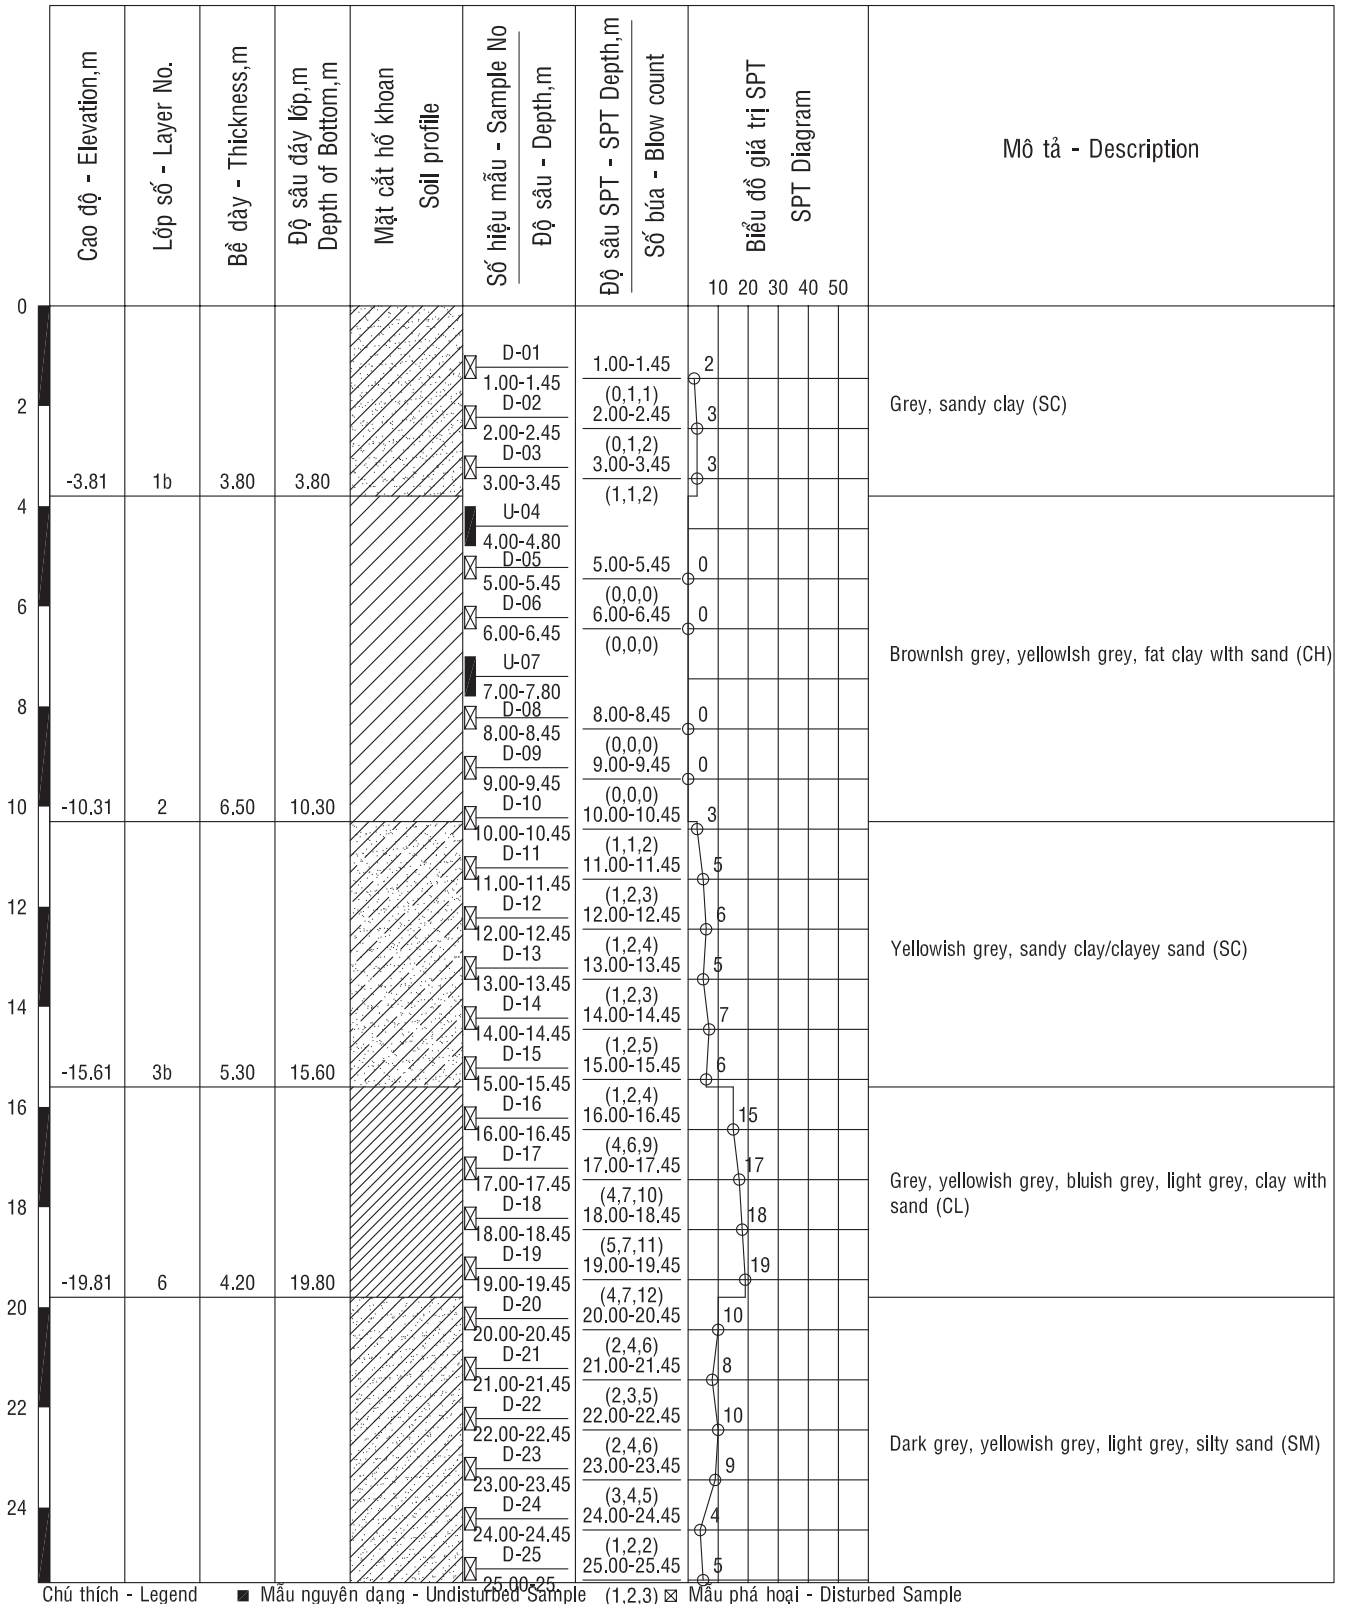 Cao độ - Elevation,m
Lớp số - Layer No.
Bề dày - Thickness,m
Độ sâu đáy lớp,m
Depth of Bottom,m
Mặt cắt hố khoan
Soil profile
Số hiệu mẫu - Sample No
Độ sâu - Depth,m
Độ sâu SPT - SPT Depth,m
Số búa - Blow count
Biểu đồ giá trị SPT
SPT Diagram
10 20 30 40 50
Mô tả - Description
0
D-01
1.00-1.45 2
1.00-1.45
(0,1,1)
2
D-02
2.00-2.45 3
Grey, sandy clay (SC)
2.00-2.45
(0,1,2)
D-03
3.00-3.45 3
-3.81 1b 3.80 3.80
3.00-3.45
(1,1,2)
4
U-04
4.00-4.80
D-05
5.00-5.45 0
5.00-5.45
(0,0,0)
6
D-06
6.00-6.45 0
6.00-6.45
(0,0,0)
U-07
Brownish grey, yellowish grey, fat clay with sand (CH)
7.00-7.80
8
D-08
8.00-8.45 0
8.00-8.45
(0,0,0)
D-09
9.00-9.45 0
9.00-9.45
(0,0,0)
10
-10.31 2 6.50 10.30
D-10
10.00-10.45 3
10.00-10.45
(1,1,2)
D-11
11.00-11.45 5
11.00-11.45
(1,2,3)
12
D-12
12.00-12.45 6
12.00-12.45
(1,2,4)
D-13
13.00-13.45 5
Yellowish grey, sandy clay/clayey sand (SC)
13.00-13.45
(1,2,3)
14
D-14
14.00-14.45 7
14.00-14.45
(1,2,5)
D-15
15.00-15.45 6
-15.61 3b 5.30 15.60
15.00-15.45
(1,2,4)
16
D-16
16.00-16.45 15
16.00-16.45
(4,6,9)
D-17
17.00-17.45 17
17.00-17.45
(4,7,10)
Grey, yellowish grey, bluish grey, light grey, clay with
sand (CL)
18
D-18
18.00-18.45 18
18.00-18.45
(5,7,11)
D-19
19.00-19.45 19
-19.81 6 4.20 19.80
19.00-19.45
(4,7,12)
20
D-20
20.00-20.45 10
20.00-20.45
(2,4,6)
D-21
21.00-21.45 8
21.00-21.45
(2,3,5)
22
D-22
22.00-22.45 10
22.00-22.45
(2,4,6)
Dark grey, yellowish grey, light grey, silty sand (SM)
D-23
23.00-23.45 9
23.00-23.45
(3,4,5)
24
D-24
24.00-24.45 4
24.00-24.45
(1,2,2)
D-25
25.00-25.45 5
25.00-25.
(1,2,3)
Chú thích - Legend Mẫu nguyên dạng - Undisturbed Sample Mẫu phá hoại - Disturbed Sample